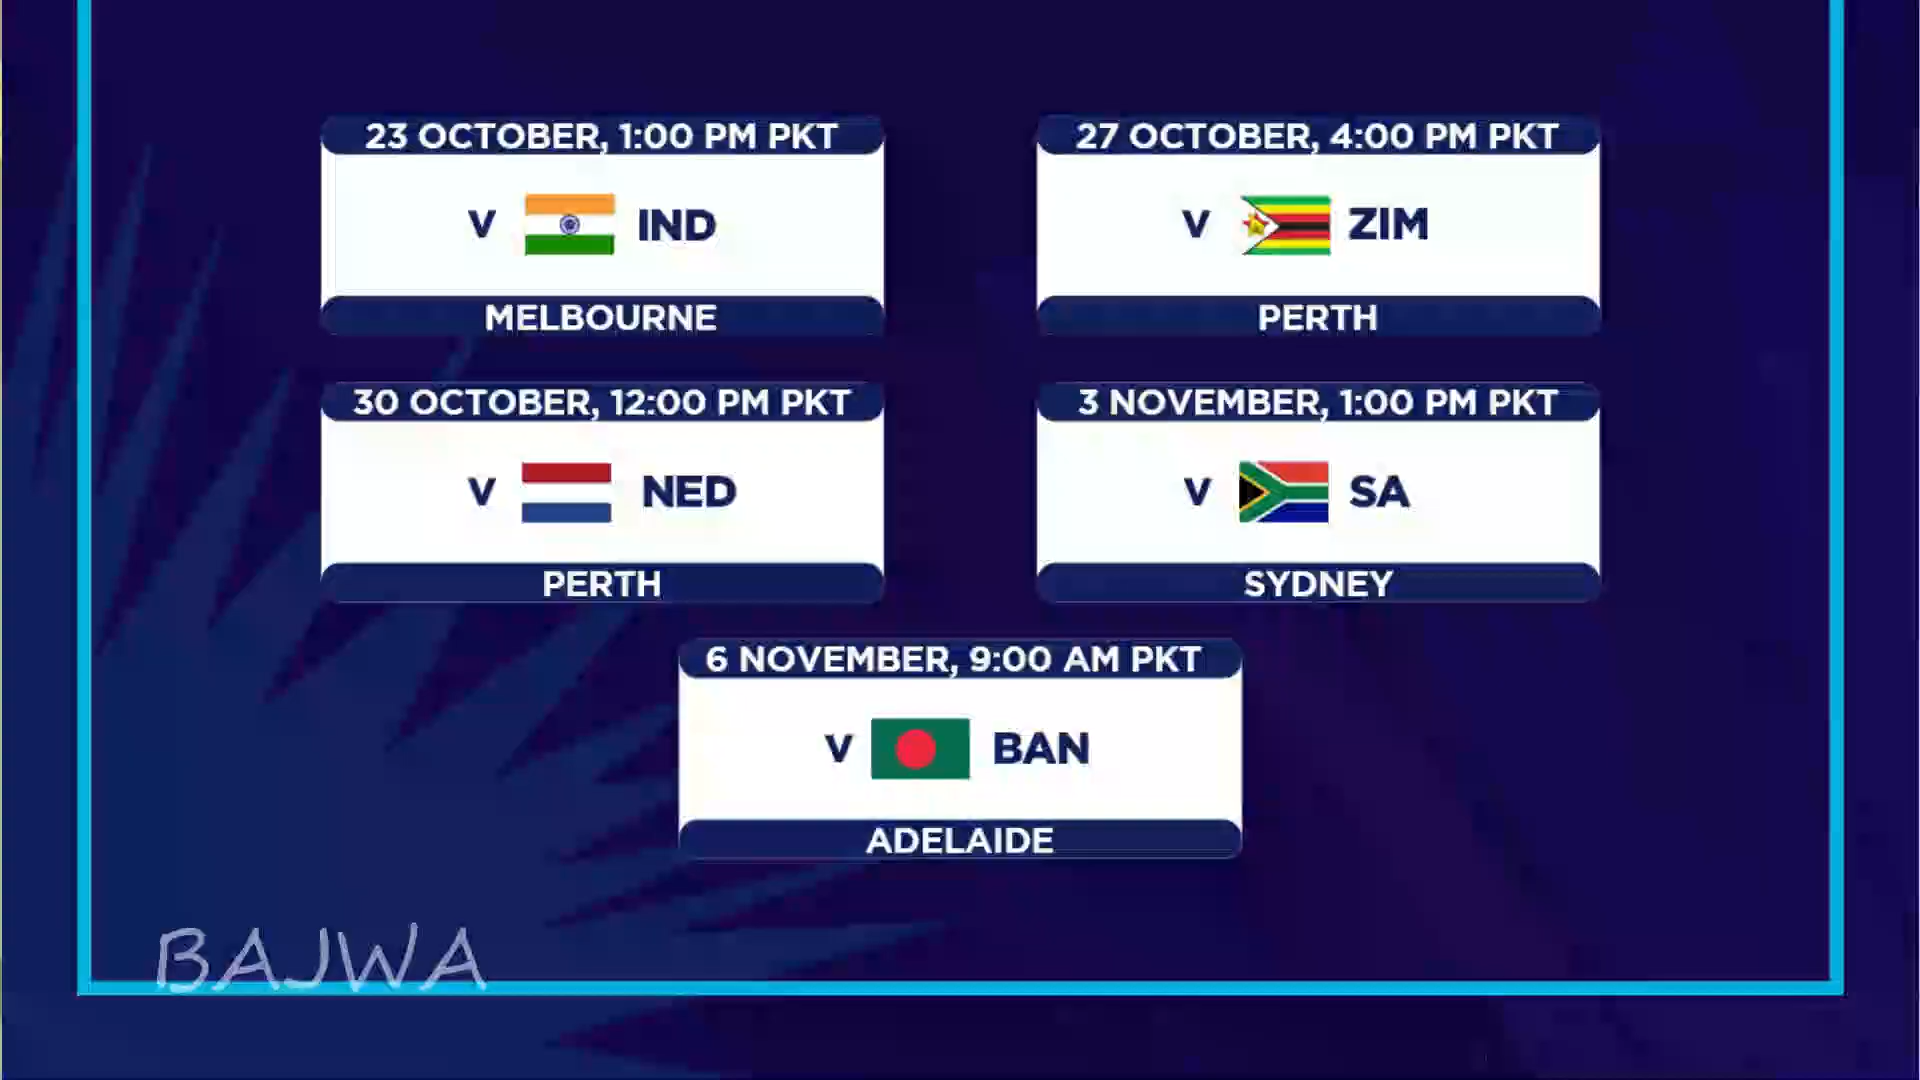 23 OCTOBER, 1:00 PM PKT
V IND
MELBOURNE
27 OCTOBER, 4:00 PM PKT
V ZIM
PERTH
30 OCTOBER, 12:00 PM PKT
V NED
PERTH
3 NOVEMBER, 1:00 PM PKT
V SA
SYDNEY
6 NOVEMBER, 9:00 AM PKT
V BAN
ADELAIDE
BAJWA